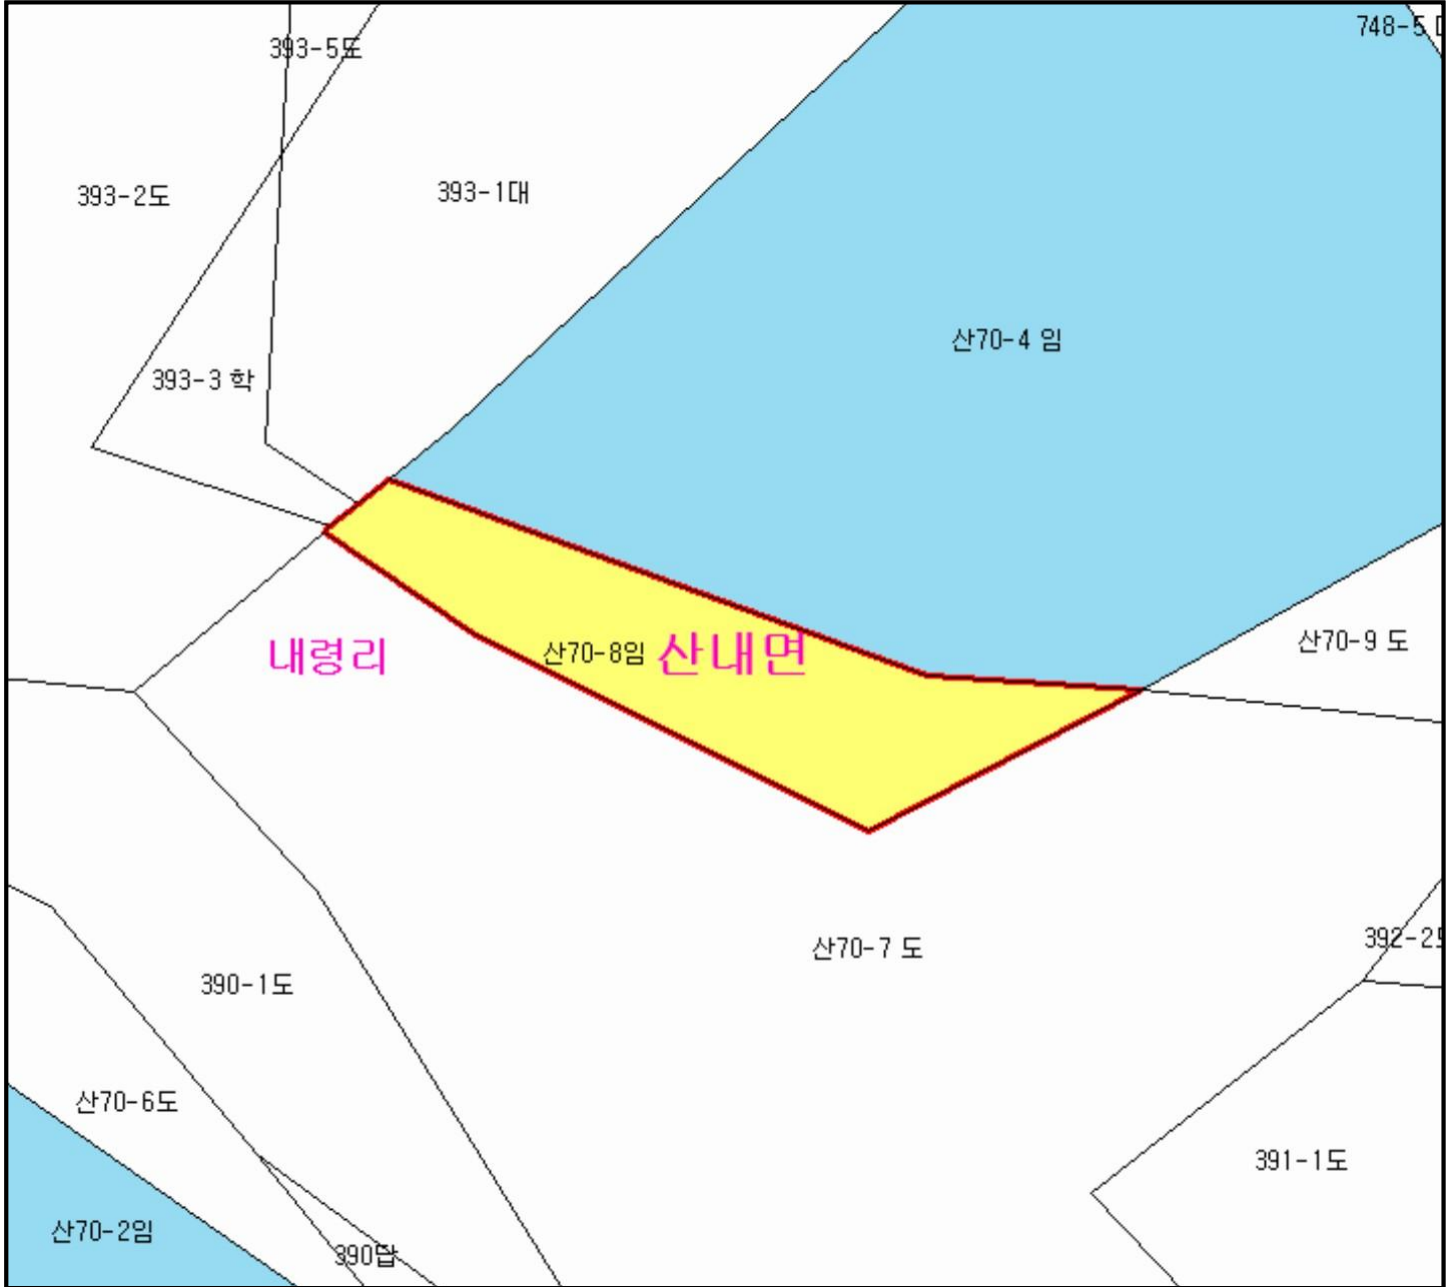 748-5
393-5도
393-2도
393-1대
산70-4 임
393-3 학
산70-9 도
내령리
산70-8임
산내면
392-2
산70-7 도
390-1도
산70-6도
391-1도
산70-2임
390답